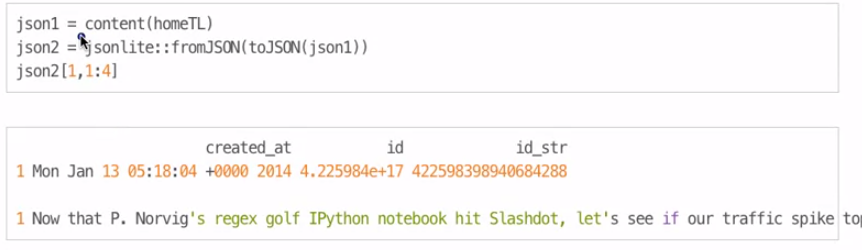 json1 = content(homeTL)
json2 = jsonlite::fromJSON(toJSON(json1))
json2[1,1:4]
created_at id id_str
1 Mon Jan 13 05:18:04 +0000 2014 4.225984e+17 422598398940684288
1 Now that P. Norvig's regex golf IPython notebook hit Slashdot, let's see if our traffic spike